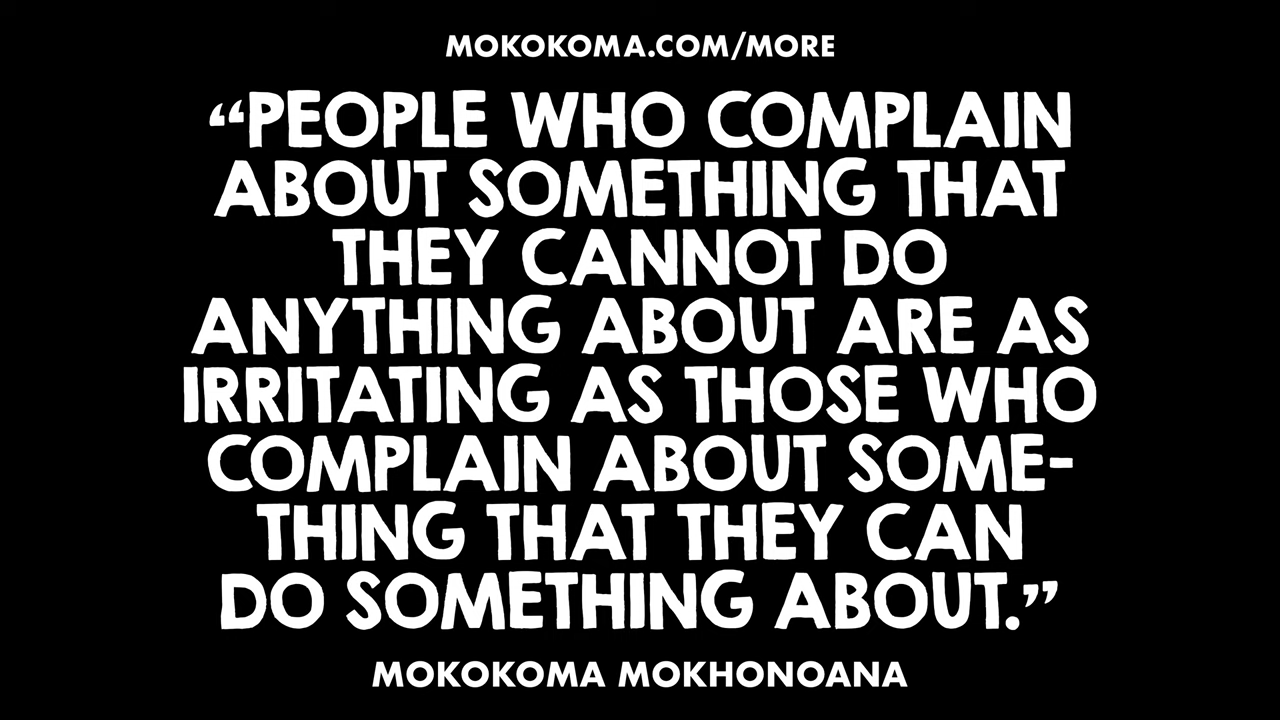 MOKOKOMA.COM/MORE
“PEOPLE WHO COMPLAIN
ABOUT SOMETHING THAT
THEY CANNOT DO
ANYTHING ABOUT ARE AS
IRRITATING AS THOSE WHO
COMPLAIN ABOUT SOME-
THING THAT THEY CAN
DO SOMETHING ABOUT.”
MOKOKOMA MOKHONOANA